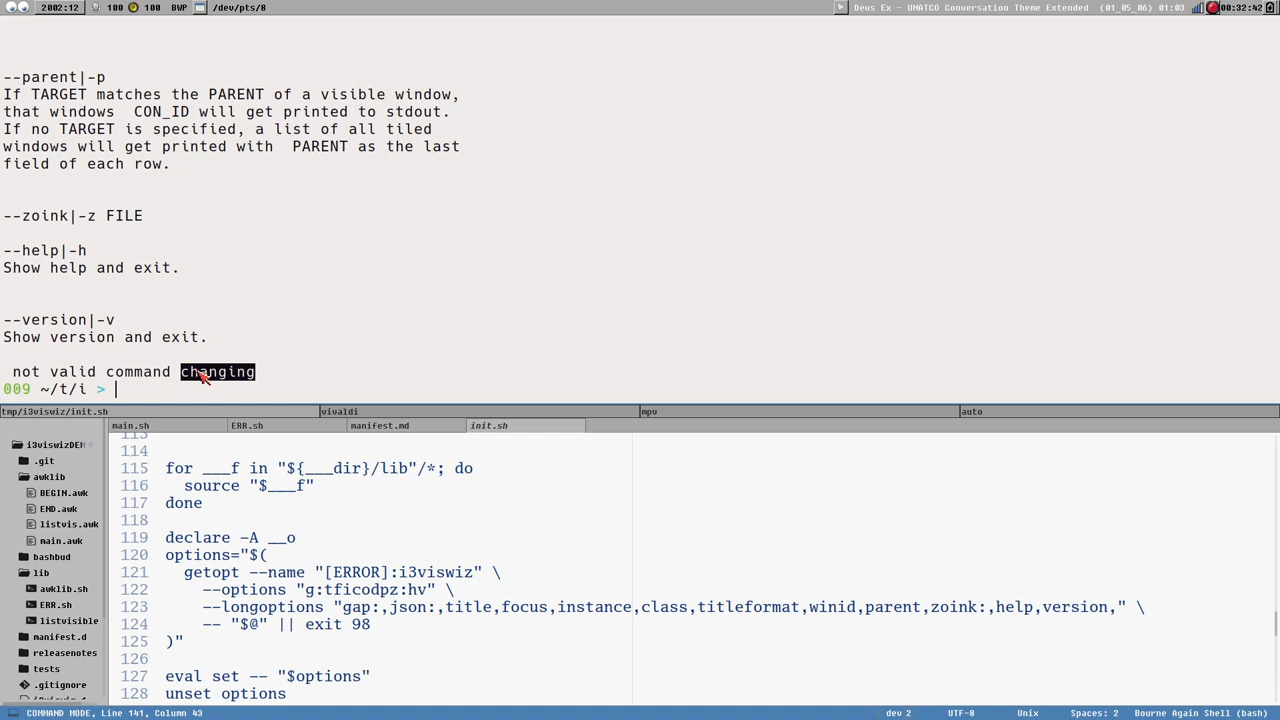 2002:12 100 100 BWP /dev/pts/8 Deus Ex - UNATCO Conversation Theme Extended (01_05_06) 01:03 00:32:42
--parent|-p
If TARGET matches the PARENT of a visible window,
that windows  CON_ID will get printed to stdout.
If no TARGET is specified, a list of all tiled
windows will get printed with  PARENT as the last
field of each row.
--zoink|-z FILE
--help|-h
Show help and exit.
--version|-v
Show version and exit.
not valid command changing
009 ~/t/i >
tmp/i3viswiz/init.sh vivaldi mpv auto
main.sh ERR.sh manifest.md init.sh
i3viswizDEN
.git
awklib
BEGIN.awk
END.awk
listvis.awk
main.awk
bashbud
lib
awklib.sh
ERR.sh
listvisible
manifest.d
releasenotes
tests
.gitignore
113
114
115 for ___f in "${___dir}/lib"/*; do
116   source "$___f"
117 done
118
119 declare -A __o
120 options="$(
121   getopt --name "[ERROR]:i3viswiz" \
122     --options "g:tficodpz:hv" \
123     --longoptions "gap:,json:,title,focus,instance,class,titleformat,winid,parent,zoink:,help,version," \
124     -- "$@" || exit 98
125 )"
126
127 eval set -- "$options"
128 unset options
COMMAND MODE, Line 141, Column 43 dev 2 UTF-8 Unix Spaces: 2 Bourne Again Shell (bash)